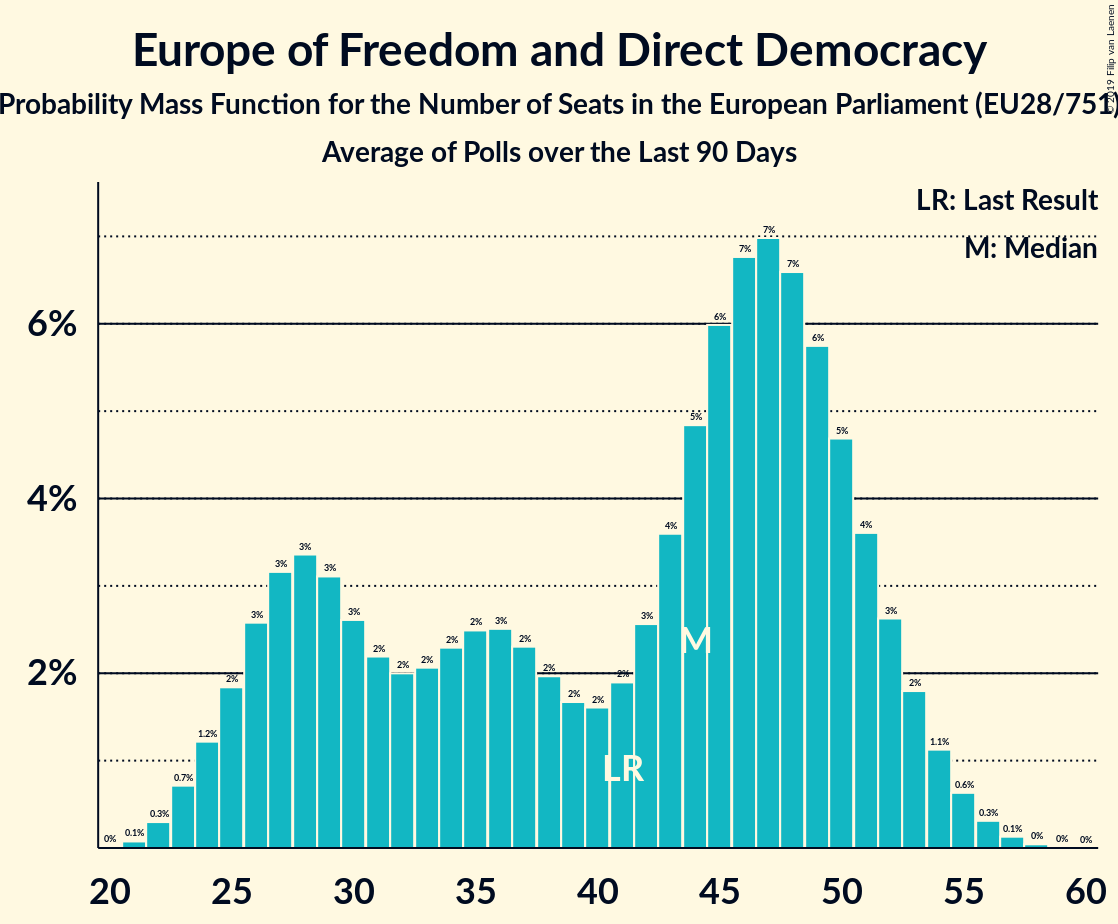 Europe of Freedom and Direct Democracy
Probability Mass Function for the Number of Seats in the European Parliament (EU28/751)
Average of Polls over the Last 90 Days
© 2019 Filip van Laenen
LR: Last Result
M: Median
6%
4%
2%
0% 0.1% 0.3% 0.7% 1.2% 2% 3% 3% 3% 3% 3% 2% 2% 2% 2% 2% 3% 2% 2% 2% 2% 2% 3% 4% 5% 6% 7% 7% 7% 6% 5% 4% 3% 2% 1.1% 0.6% 0.3% 0.1% 0% 0% 0%
M
LR
20 25 30 35 40 45 50 55 60